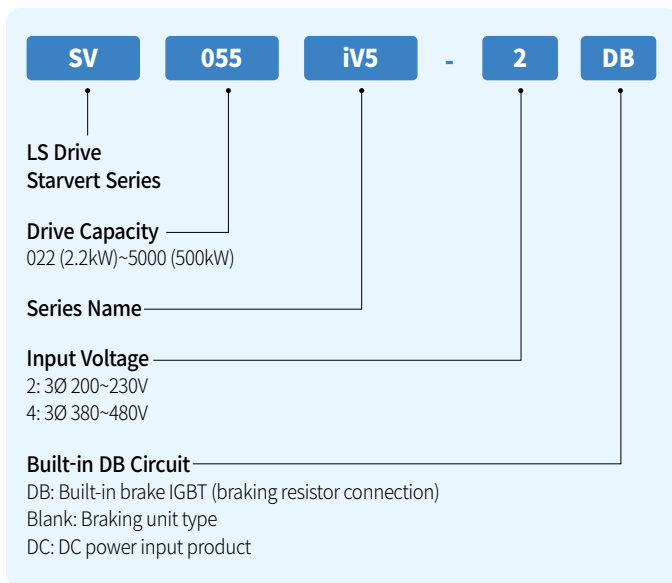 SV 055 iV5 - 2 DB
LS Drive
Starvert Series
Drive Capacity
022 (2.2kW)~5000 (500kW)
Series Name
Input Voltage
2: 3Ø 200~230V
4: 3Ø 380~480V
Built-in DB Circuit
DB: Built-in brake IGBT (braking resistor connection)
Blank: Braking unit type
DC: DC power input product